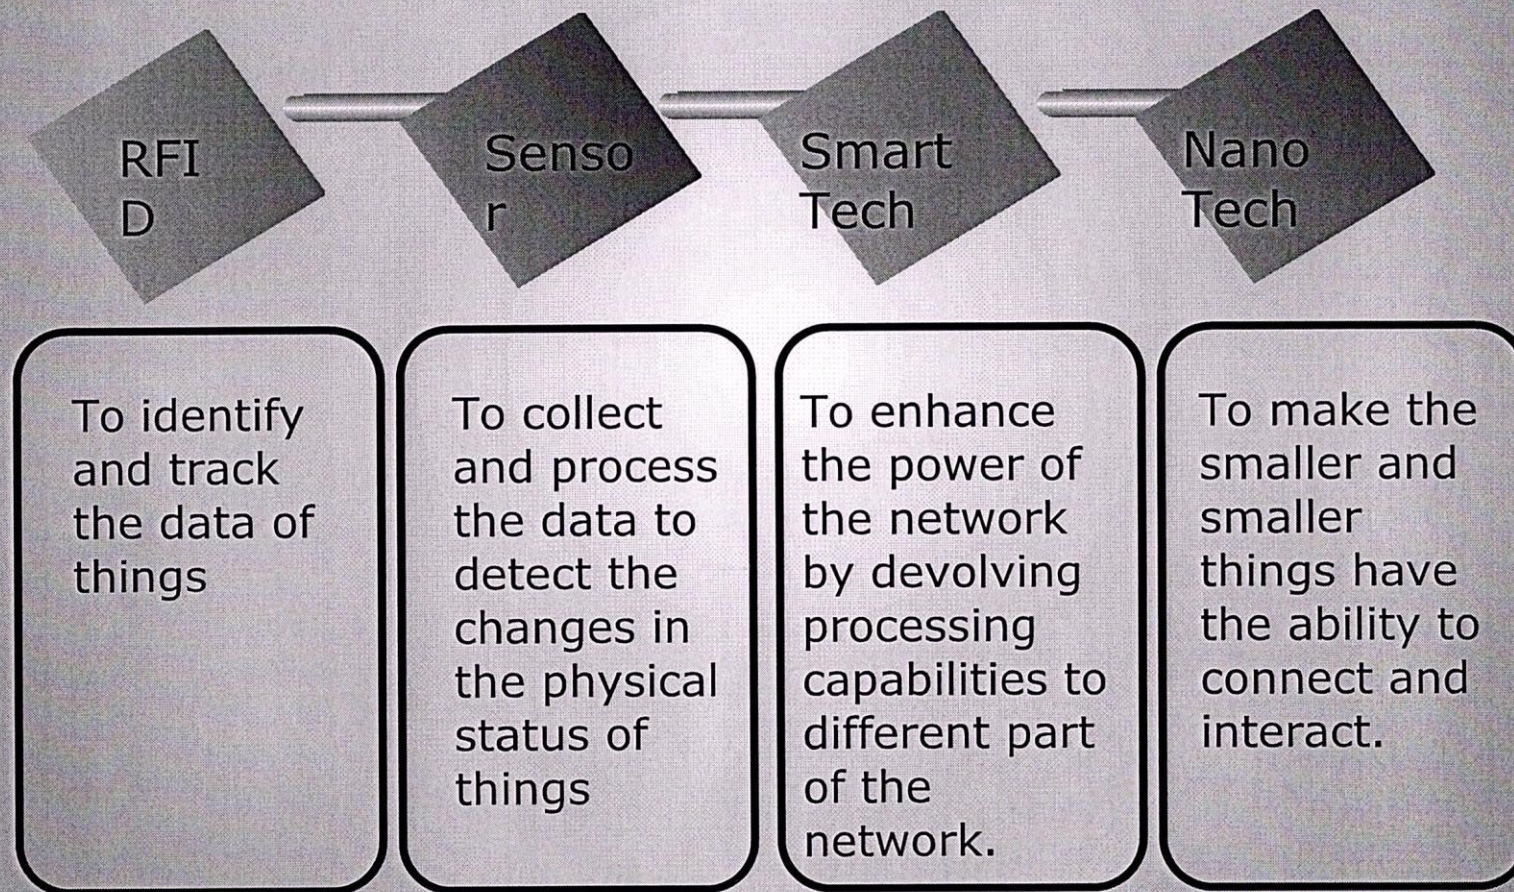 RFI
D
Senso
r
Smart
Tech
Nano
Tech
To identify
and track
the data of
things
To collect
and process
the data to
detect the
changes in
the physical
status of
things
To enhance
the power of
the network
by devolving
processing
capabilities to
different part
of the
network.
To make the
smaller and
smaller
things have
the ability to
connect and
interact.